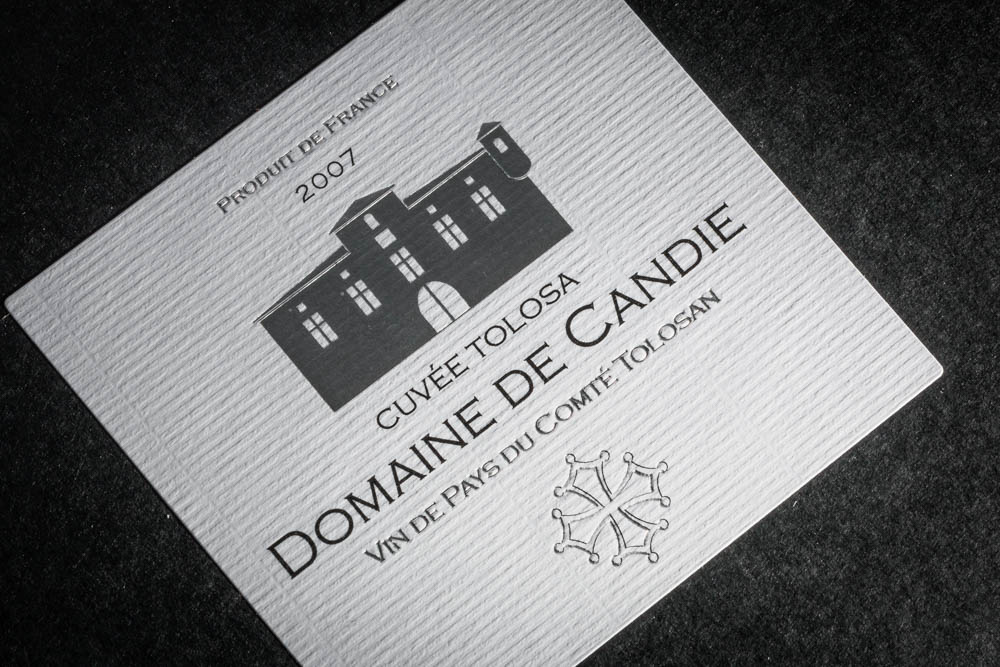 PRODUIT DE FRANCE
2007
CUVÉE TOLOSA
DOMAINE DE CANDIE
VIN DE PAYS DU COMTÉ TOLOSAN